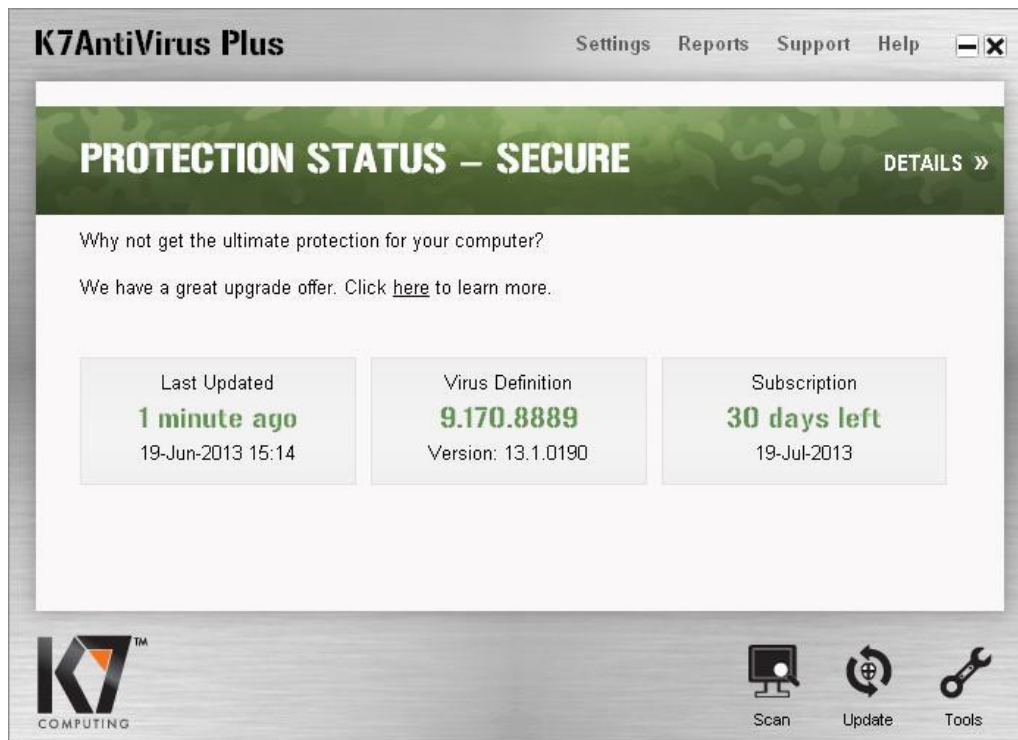 K7AntiVirus Plus
Settings Reports Support Help
PROTECTION STATUS – SECURE
DETAILS »
Why not get the ultimate protection for your computer?
We have a great upgrade offer. Click here to learn more.
Last Updated
1 minute ago
19-Jun-2013 15:14
Virus Definition
9.170.8889
Version: 13.1.0190
Subscription
30 days left
19-Jul-2013
K7 TM
COMPUTING
Scan
Update
Tools